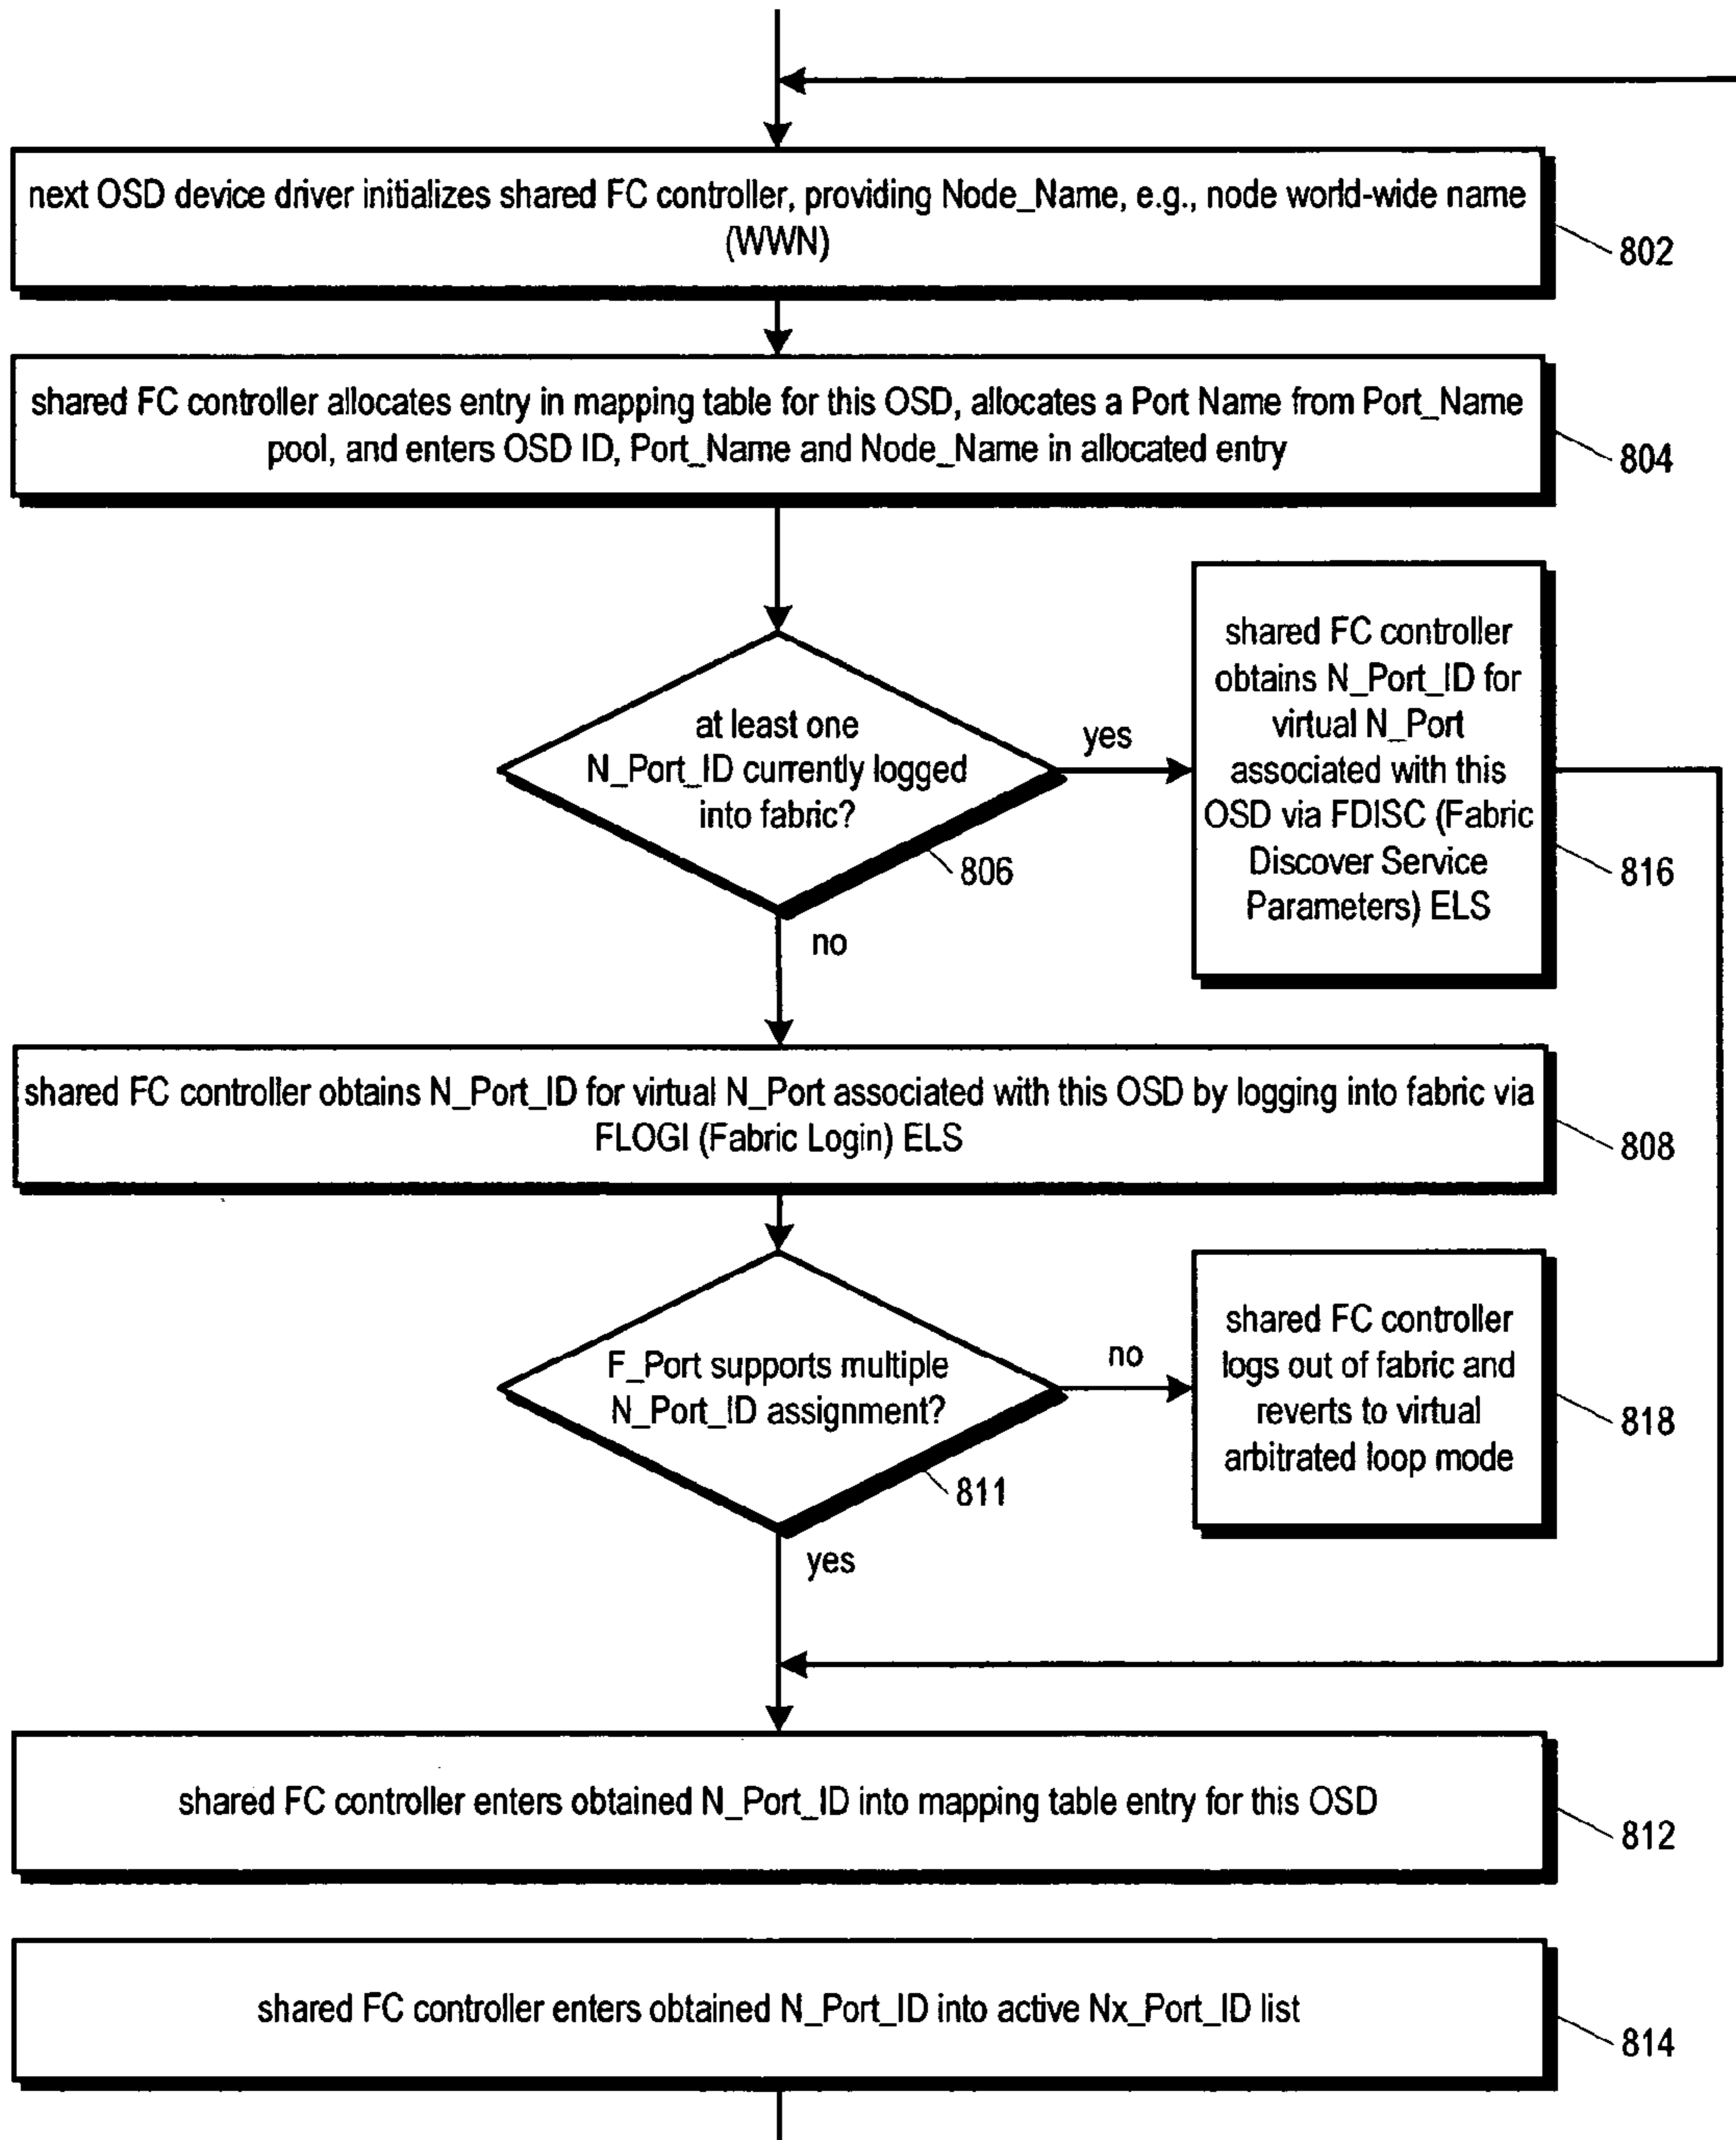 next OSD device driver initializes shared FC controller, providing Node_Name, e.g., node world-wide name
(WWN)
802
shared FC controller allocates entry in mapping table for this OSD, allocates a Port Name from Port_Name
pool, and enters OSD ID, Port_Name and Node_Name in allocated entry
804
at least one
N_Port_ID currently logged
into fabric?
806
yes
no
shared FC controller
obtains N_Port_ID for
virtual N_Port
associated with this
OSD via FDISC (Fabric
Discover Service
Parameters) ELS
816
shared FC controller obtains N_Port_ID for virtual N_Port associated with this OSD by logging into fabric via
FLOGI (Fabric Login) ELS
808
F_Port supports multiple
N_Port_ID assignment?
811
no
yes
shared FC controller
logs out of fabric and
reverts to virtual
arbitrated loop mode
818
shared FC controller enters obtained N_Port_ID into mapping table entry for this OSD
812
shared FC controller enters obtained N_Port_ID into active Nx_Port_ID list
814